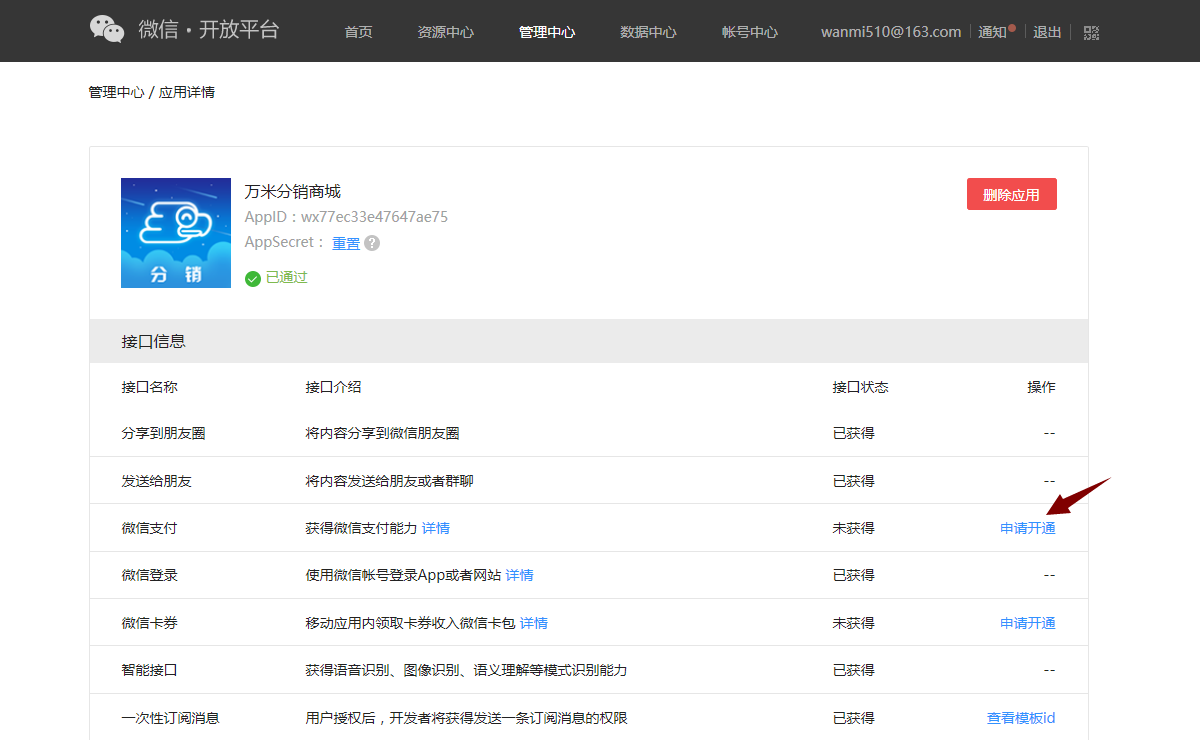 微信·开放平台 首页 资源中心 管理中心 数据中心 帐号中心 wanmi510@163.com 通知 退出
管理中心 / 应用详情
万米分销商城
删除应用
AppID：wx77ec33e47647ae75
AppSecret： 重置 ?
分 销
已通过
接口信息
接口名称 接口介绍 接口状态 操作
分享到朋友圈 将内容分享到微信朋友圈 已获得 --
发送给朋友 将内容发送给朋友或者群聊 已获得 --
微信支付 获得微信支付能力 详情 未获得 申请开通
微信登录 使用微信帐号登录App或者网站 详情 已获得 --
微信卡券 移动应用内领取卡券收入微信卡包 详情 未获得 申请开通
智能接口 获得语音识别、图像识别、语义理解等模式识别能力 已获得 --
一次性订阅消息 用户授权后，开发者将获得发送一条订阅消息的权限 已获得 查看模板id